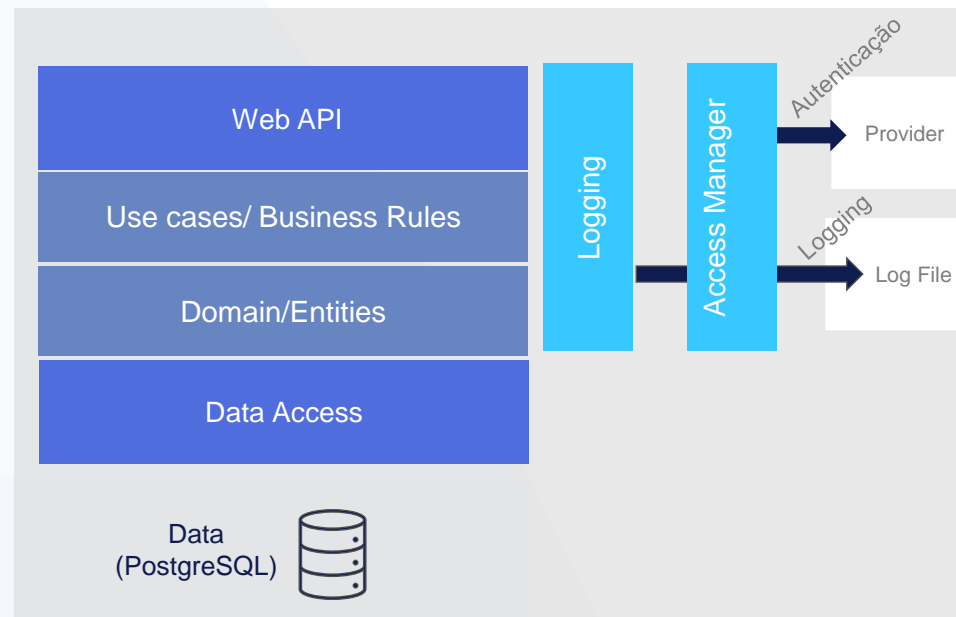 Web API
Use cases/ Business Rules
Domain/Entities
Data Access
Data
(PostgreSQL)
Logging
Access Manager
Autenticação
Provider
Logging
Log File